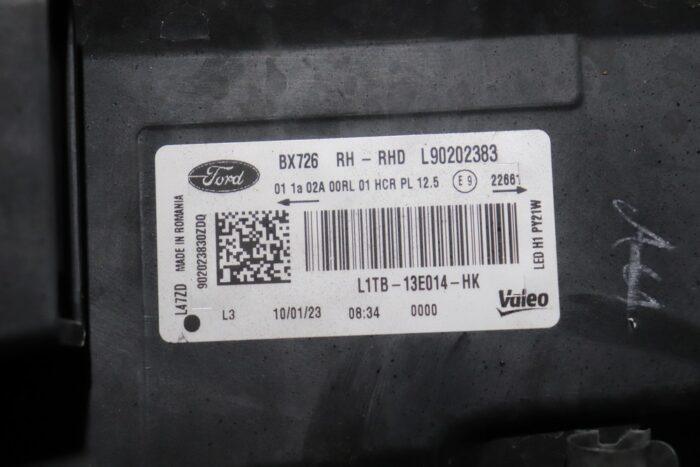 Ford
BX726 RH - RHD L90202383
01 1a 02A 00RL 01 HCR PL 12.5 E9 22661
L47ZD MADE IN ROMANIA
902023830ZDQ
LED H1 PY21W
L1TB-13E014-HK
L3 10/01/23 08:34 0000
Valeo